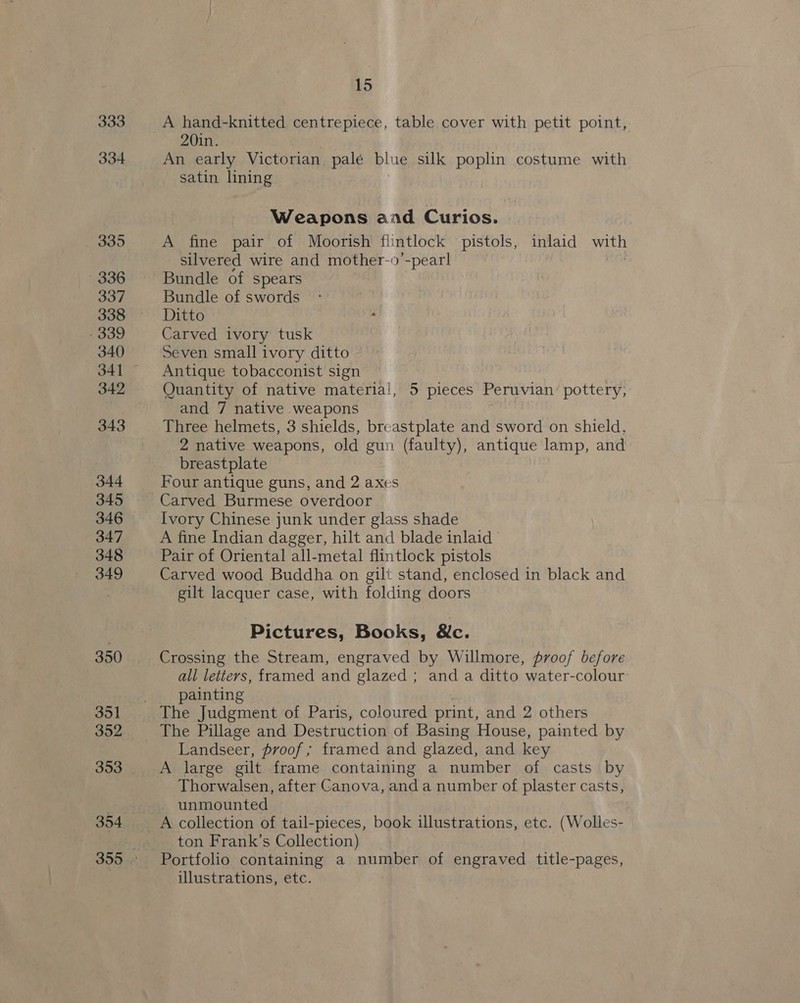 15
333 A hand-knitted centrepiece, table cover with petit point,
20in.
334 An early Victorian palé blue silk poplin costume with
satin lining
Weapons and Curios.
335 A fine pair of Moorish flintlock pistols, inlaid with
silvered wire and mother-o'-pearl
336 Bundle of spears
337 Bundle of swords
338 Ditto
339 Carved ivory tusk
340 Seven small ivory ditto
341 Antique tobacconist sign
342 Quantity of native material, 5 pieces Peruvian pottery,
and 7 native weapons
343 Three helmets, 3 shields, breastplate and sword on shield,
2 native weapons, old gun (faulty), antique lamp, and
breastplate
344 Four antique guns, and 2 axes
345 Carved Burmese overdoor
346 Ivory Chinese junk under glass shade
347 A fine Indian dagger, hilt and blade inlaid
348 Pair of Oriental all-metal flintlock pistols
349 Carved wood Buddha on gilt stand, enclosed in black and
gilt lacquer case, with folding doors
Pictures, Books, &c.
350 Crossing the Stream, engraved by Willmore, proof before
all letters, framed and glazed ; and a ditto water-colour
painting
351 The Judgment of Paris, coloured print, and 2 others
352 The Pillage and Destruction of Basing House, painted by
Landseer, proof ; framed and glazed, and key
353 A large gilt frame containing a number of casts by
Thorwalsen, after Canova, and a number of plaster casts,
unmounted
354 A collection of tail-pieces, book illustrations, etc. (Wolles-
ton Frank's Collection)
355 Portfolio containing a number of engraved title-pages,
illustrations, etc.